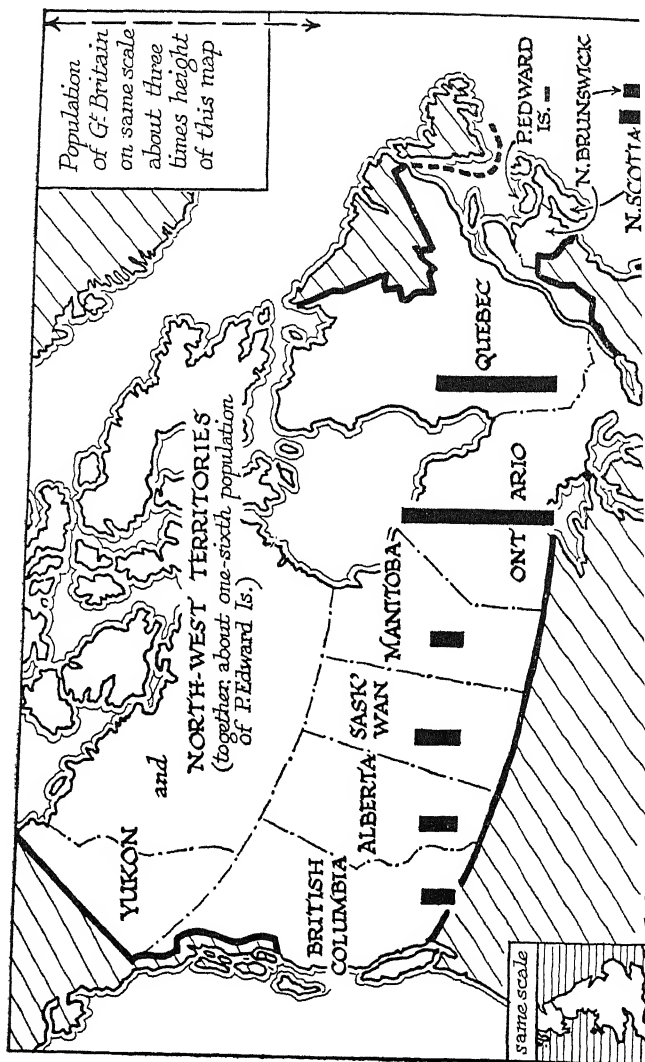 Population
of Gt. Britain
on same scale
about three
times height
of this map
YUKON
and
NORTH-WEST TERRITORIES
(together, about one-sixth population
of P. Edward Is.)
BRITISH
COLUMBIA
ALBERTA
SASK'
WAN
MANITOBA
ONT ARIO
QUEBEC
P. EDWARD
Is.
N. BRUNSWICK
N. SCOTIA
same scale